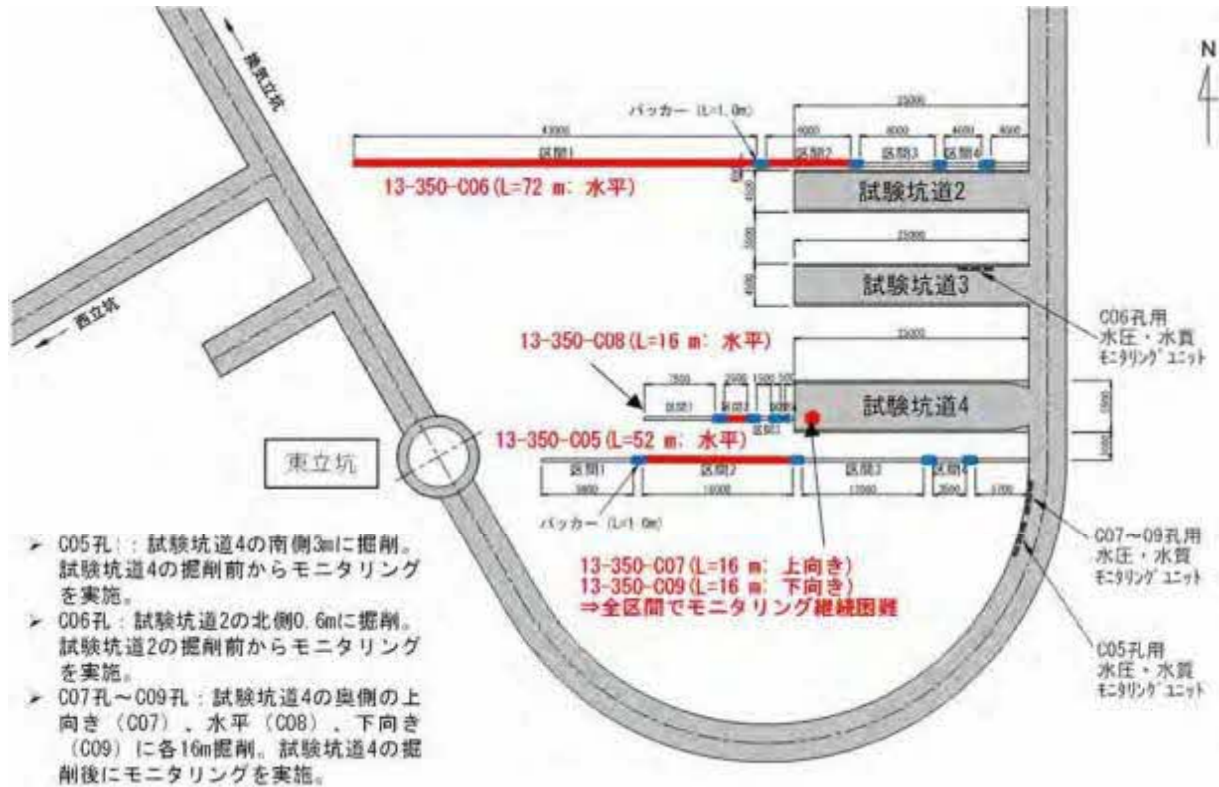 換気立坑
N
パッカー (L=1.0m)
25000
43000
区間1
区間2
区間3
区間4
13-350-C06(L=72 m: 水平)
試験坑道2
4500
25000
試験坑道3
4500
西立坑
C06孔用
水圧・水質
モニタリングユニット
13-350-C08(L=16 m: 水平)
25000
試験坑道4
13-350-C05(L=52 m: 水平)
東立坑
区間1
区間2
区間3
区間4
パッカー (L=1.0m)
13-350-C07(L=16 m: 上向き)
13-350-C09(L=16 m: 下向き)
⇒全区間でモニタリング継続困難
C07~09孔用
水圧・水質
モニタリングユニット
C05孔用
水圧・水質
モニタリングユニット
➢ C05孔:：試験坑道4の南側3mに掘削。
試験坑道4の掘削前からモニタリング
を実施。
➢ C06孔：試験坑道2の北側0.6mに掘削。
試験坑道2の掘削前からモニタリング
を実施。
➢ C07孔～C09孔：試験坑道4の奥側の上
向き（C07）、水平（C08）、下向き
（C09）に各16m掘削。試験坑道4の掘
削後にモニタリングを実施。